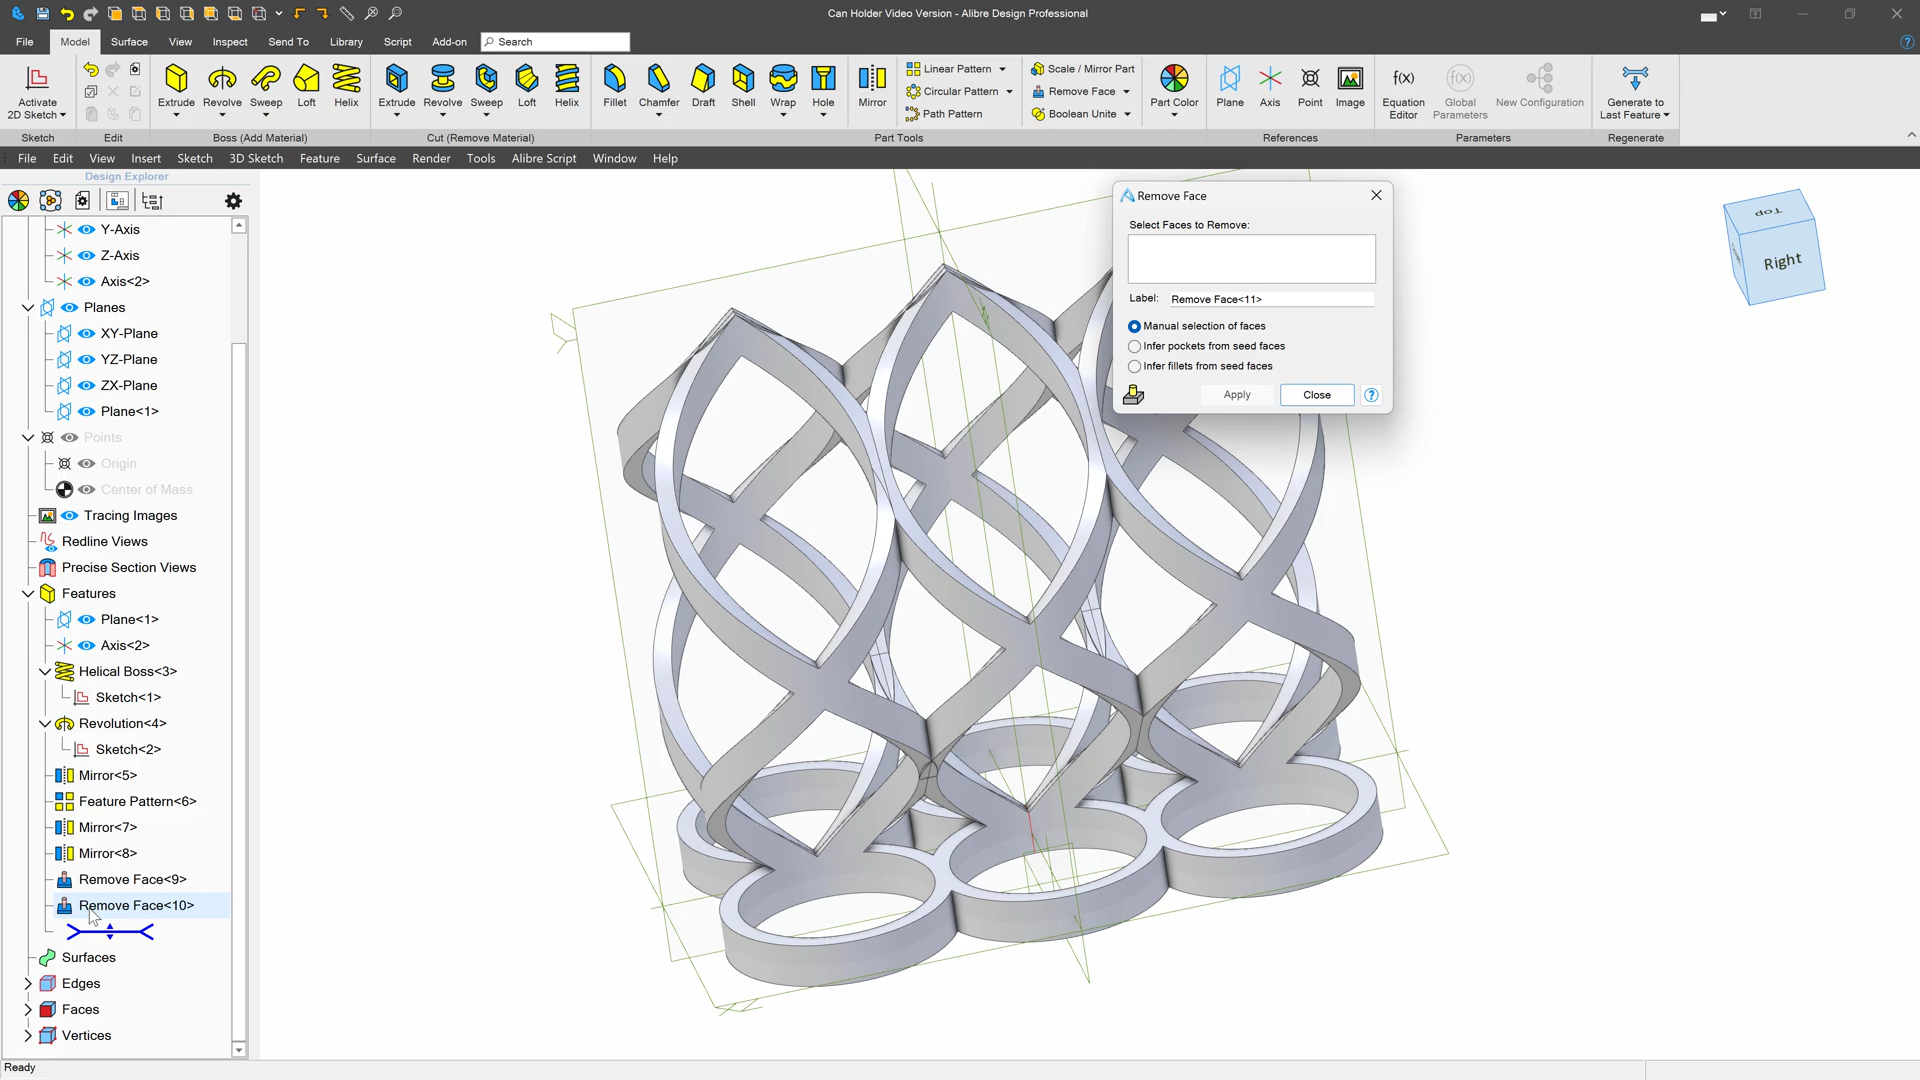 Can Holder Video Version - Alibre Design Professional
File Model Surface View Inspect Send To Library Script Add-on Search
Activate 2D Sketch
Extrude Revolve Sweep Loft Helix
Extrude Revolve Sweep Loft Helix
Fillet Chamfer Draft Shell Wrap Hole Mirror
Linear Pattern
Circular Pattern
Path Pattern
Scale / Mirror Part
Remove Face
Boolean Unite
Part Color
Plane Axis Point Image
f(x) Equation Editor
f(x) Global Parameters
New Configuration
Generate to Last Feature
Sketch Edit Boss (Add Material) Cut (Remove Material) Part Tools References Parameters Regenerate
File Edit View Insert Sketch 3D Sketch Feature Surface Render Tools Alibre Script Window Help
Design Explorer
Y-Axis
Z-Axis
Axis<2>
Planes
XY-Plane
YZ-Plane
ZX-Plane
Plane<1>
Points
Origin
Center of Mass
Tracing Images
Redline Views
Precise Section Views
Features
Plane<1>
Axis<2>
Helical Boss<3>
Sketch<1>
Revolution<4>
Sketch<2>
Mirror<5>
Feature Pattern<6>
Mirror<7>
Mirror<8>
Remove Face<9>
Remove Face<10>
Surfaces
Edges
Faces
Vertices
Remove Face
Select Faces to Remove:
Label: Remove Face<11>
Manual selection of faces
Infer pockets from seed faces
Infer fillets from seed faces
Apply Close
Top
Right
Ready